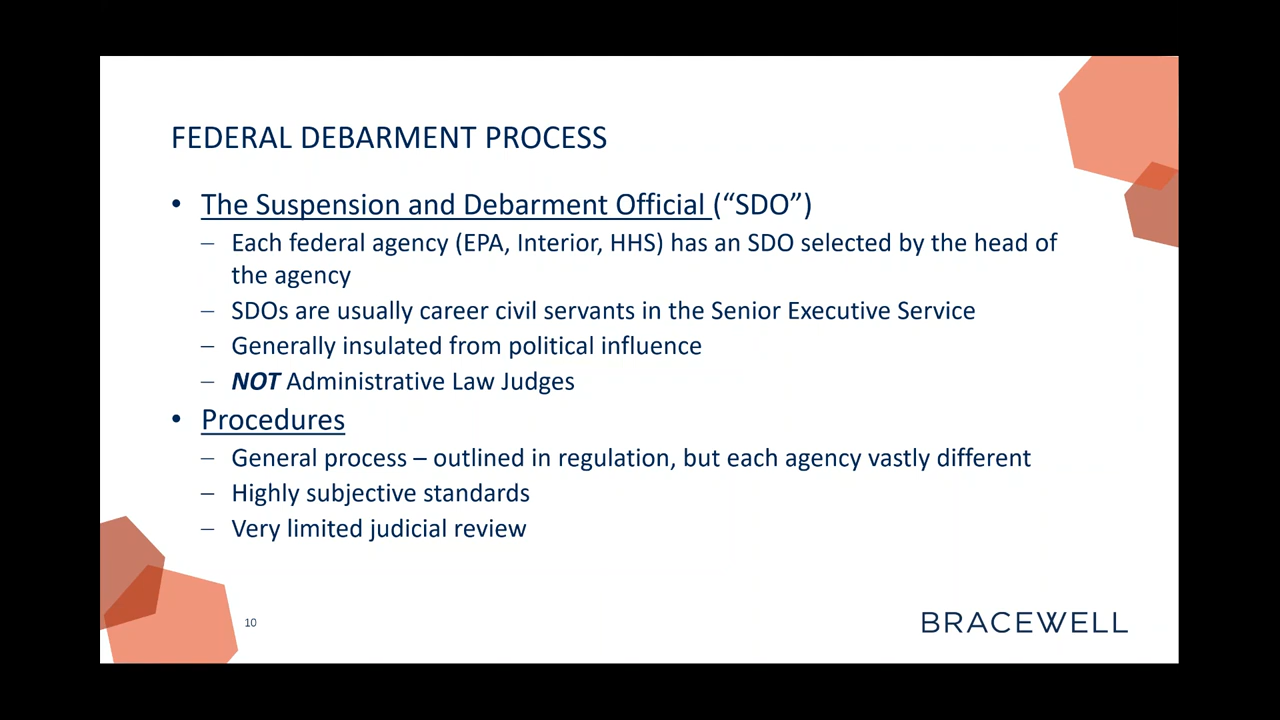 FEDERAL DEBARMENT PROCESS
• The Suspension and Debarment Official (“SDO”)
– Each federal agency (EPA, Interior, HHS) has an SDO selected by the head of
the agency
– SDOs are usually career civil servants in the Senior Executive Service
– Generally insulated from political influence
– NOT Administrative Law Judges
• Procedures
– General process – outlined in regulation, but each agency vastly different
– Highly subjective standards
– Very limited judicial review
10
BRACEWELL